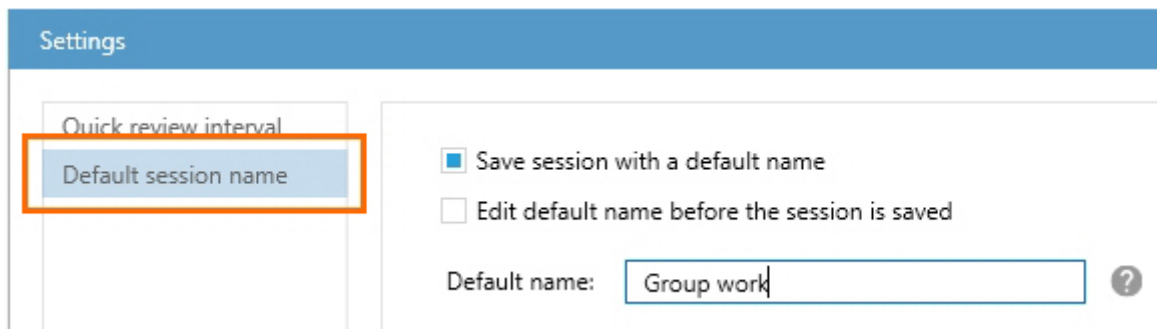 Settings
Quick review interval
Default session name
Save session with a default name
Edit default name before the session is saved
Default name:
Group work
?